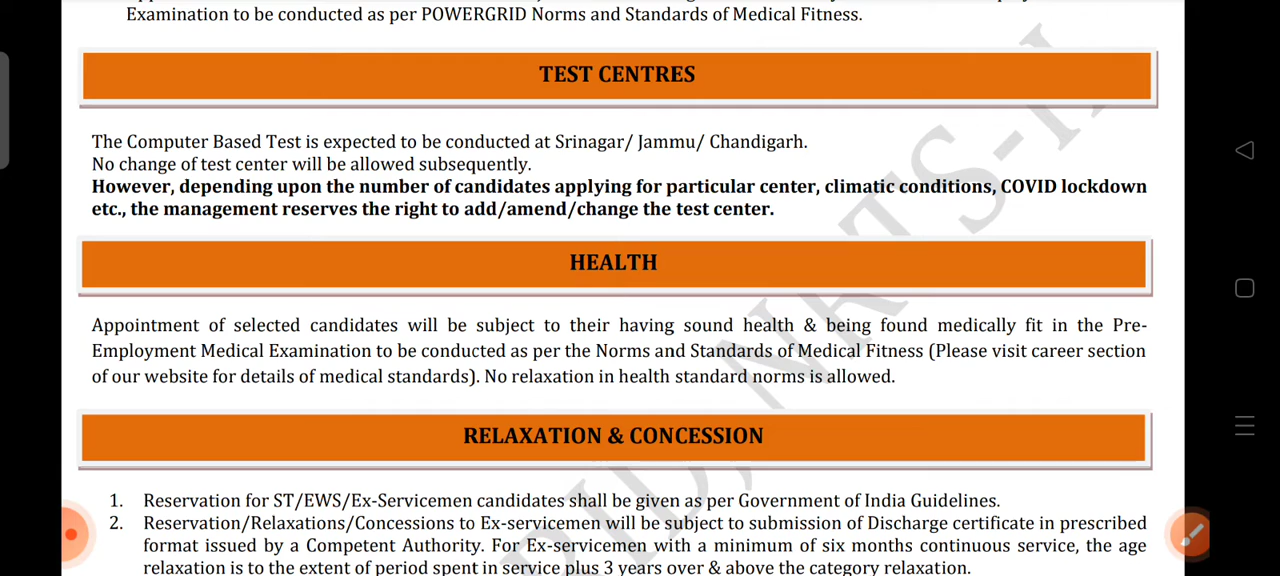 Examination to be conducted as per POWERGRID Norms and Standards of Medical Fitness.
TEST CENTRES
The Computer Based Test is expected to be conducted at Srinagar/ Jammu/ Chandigarh.
No change of test center will be allowed subsequently.
However, depending upon the number of candidates applying for particular center, climatic conditions, COVID lockdown
etc., the management reserves the right to add/amend/change the test center.
HEALTH
Appointment of selected candidates will be subject to their having sound health & being found medically fit in the Pre-
Employment Medical Examination to be conducted as per the Norms and Standards of Medical Fitness (Please visit career section
of our website for details of medical standards). No relaxation in health standard norms is allowed.
RELAXATION & CONCESSION
1. Reservation for ST/EWS/Ex-Servicemen candidates shall be given as per Government of India Guidelines.
2. Reservation/Relaxations/Concessions to Ex-servicemen will be subject to submission of Discharge certificate in prescribed
format issued by a Competent Authority. For Ex-servicemen with a minimum of six months continuous service, the age
relaxation is to the extent of period spent in service plus 3 years over & above the category relaxation.
RID, NRTS-II